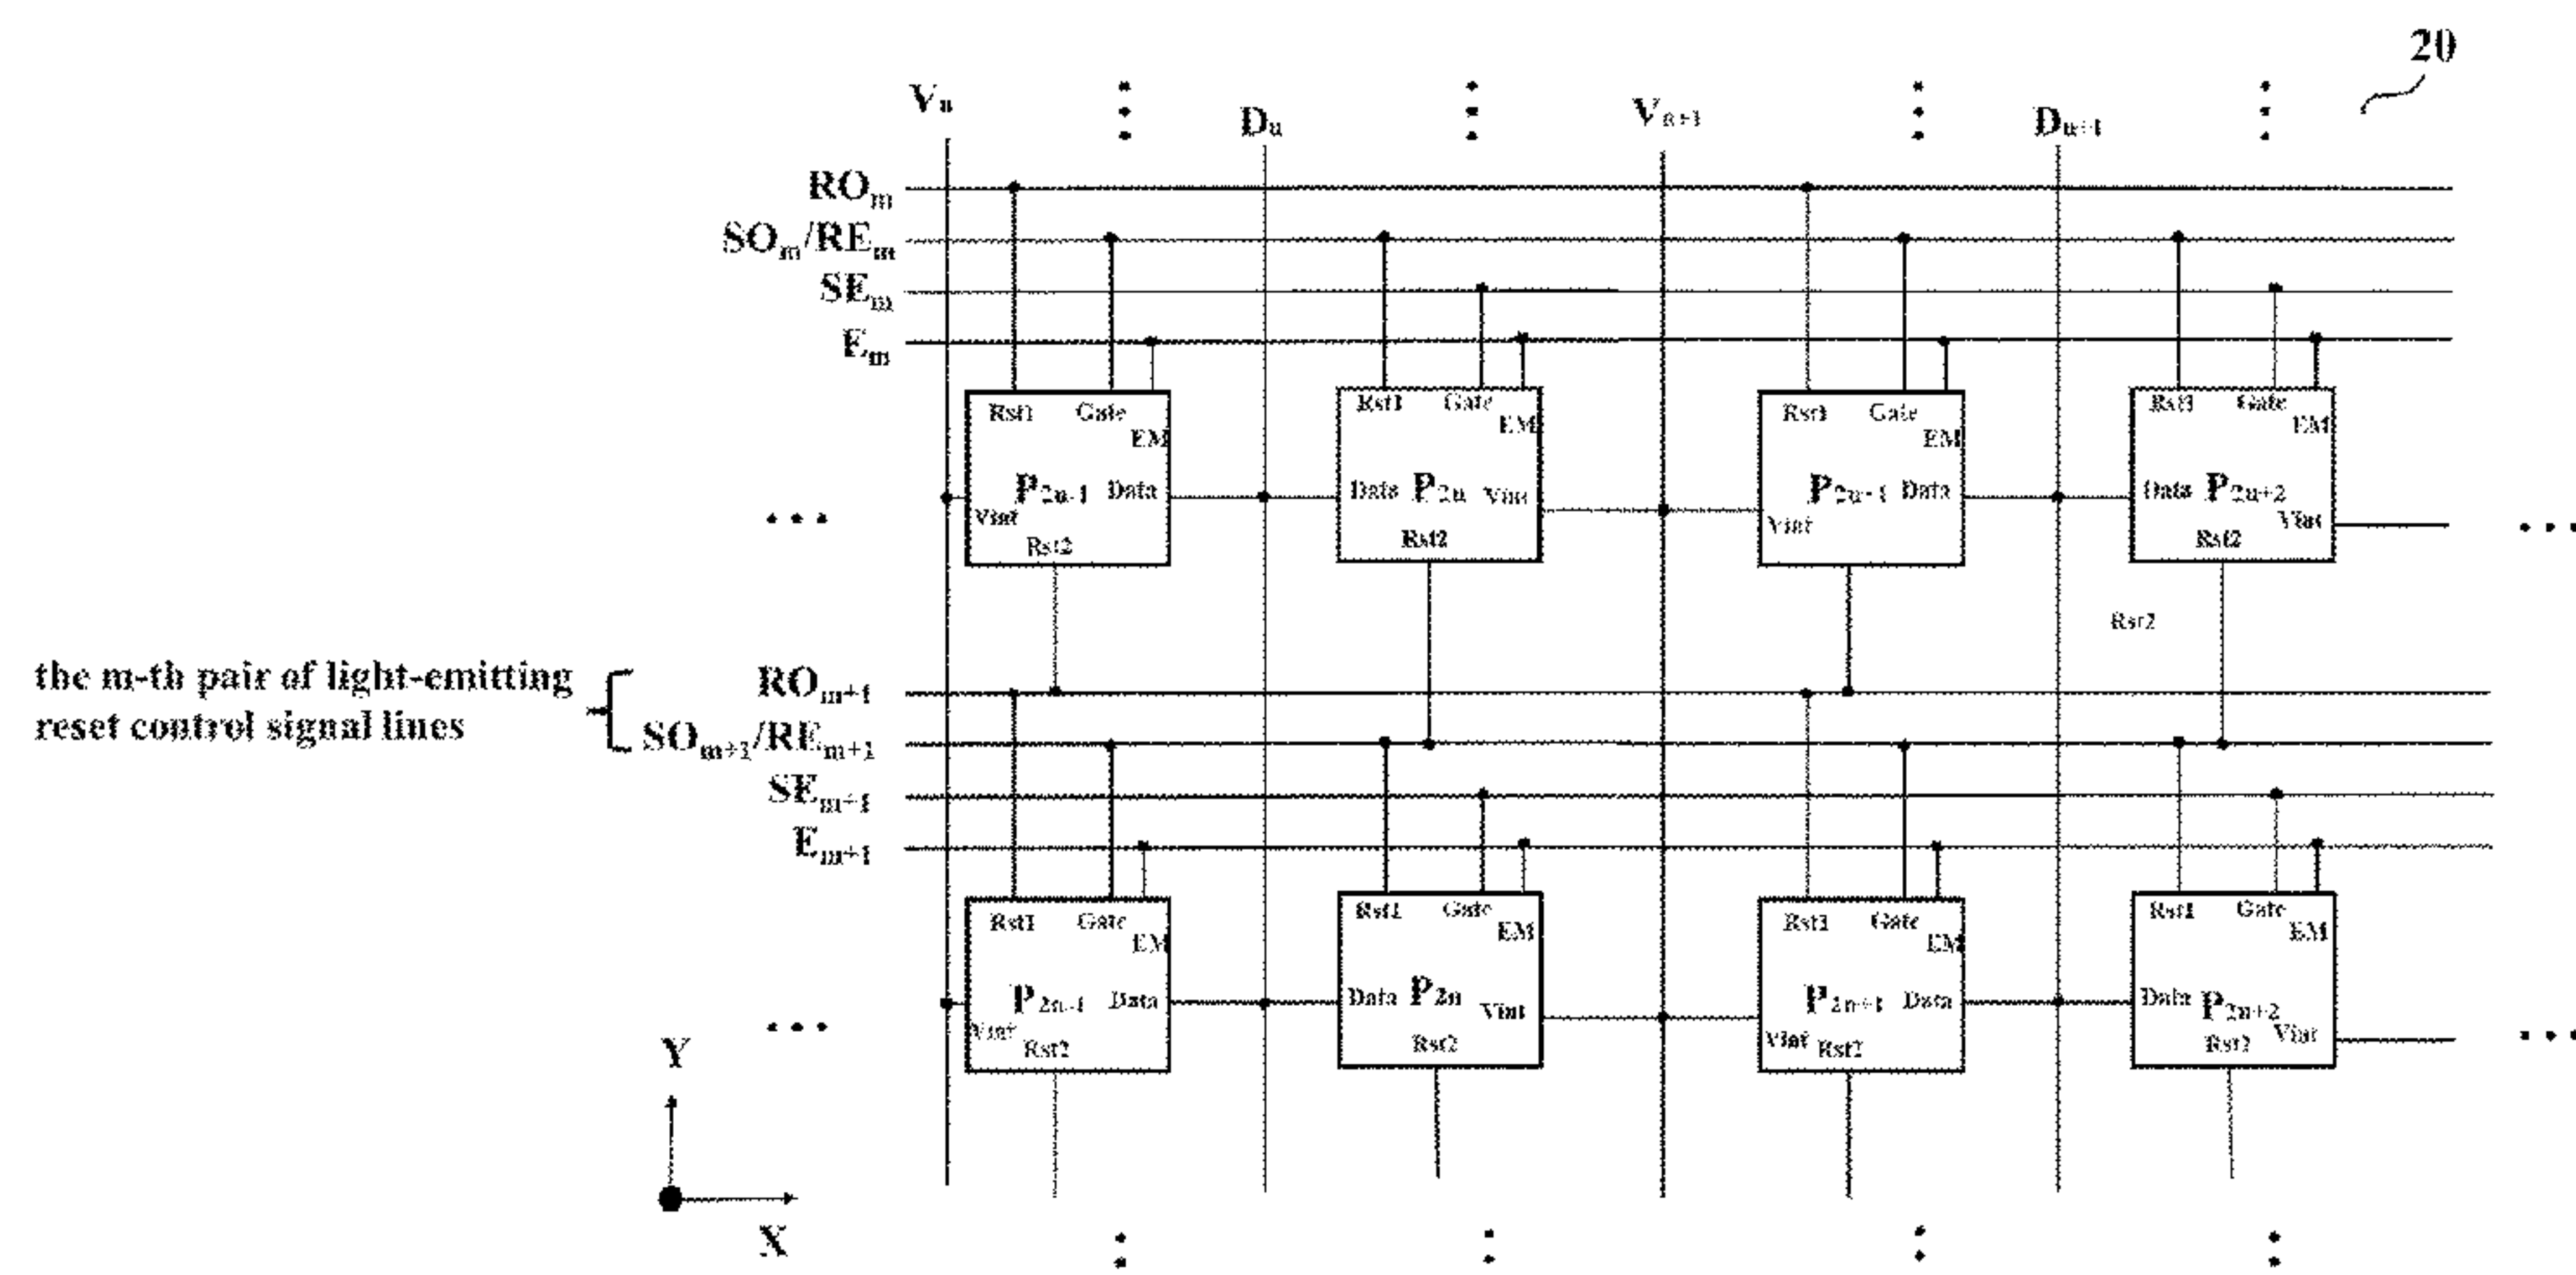 20
Vn Dn Vn+1 Dn+1
ROm
SOm/REm
SEm
Em
Rst1 Gate EM Rst1 Gate EM Rst1 Gate EM Rst1 Gate EM
P2n-1 Data Data P2n Vint P2n+1 Data Data P2n+2 Vint
Vint Rst2 Rst2 Vint Rst2
Rst2
the m-th pair of light-emitting
reset control signal lines
ROm+1
SOm+1/REm+1
SEm+1
Em+1
Rst1 Gate EM Rst1 Gate EM Rst1 Gate EM Rst1 Gate EM
P2n-1 Data Data P2n Vint P2n+1 Data Data P2n+2 Vint
Vint Rst2 Rst2 Vint Rst2 Rst2
Y
X